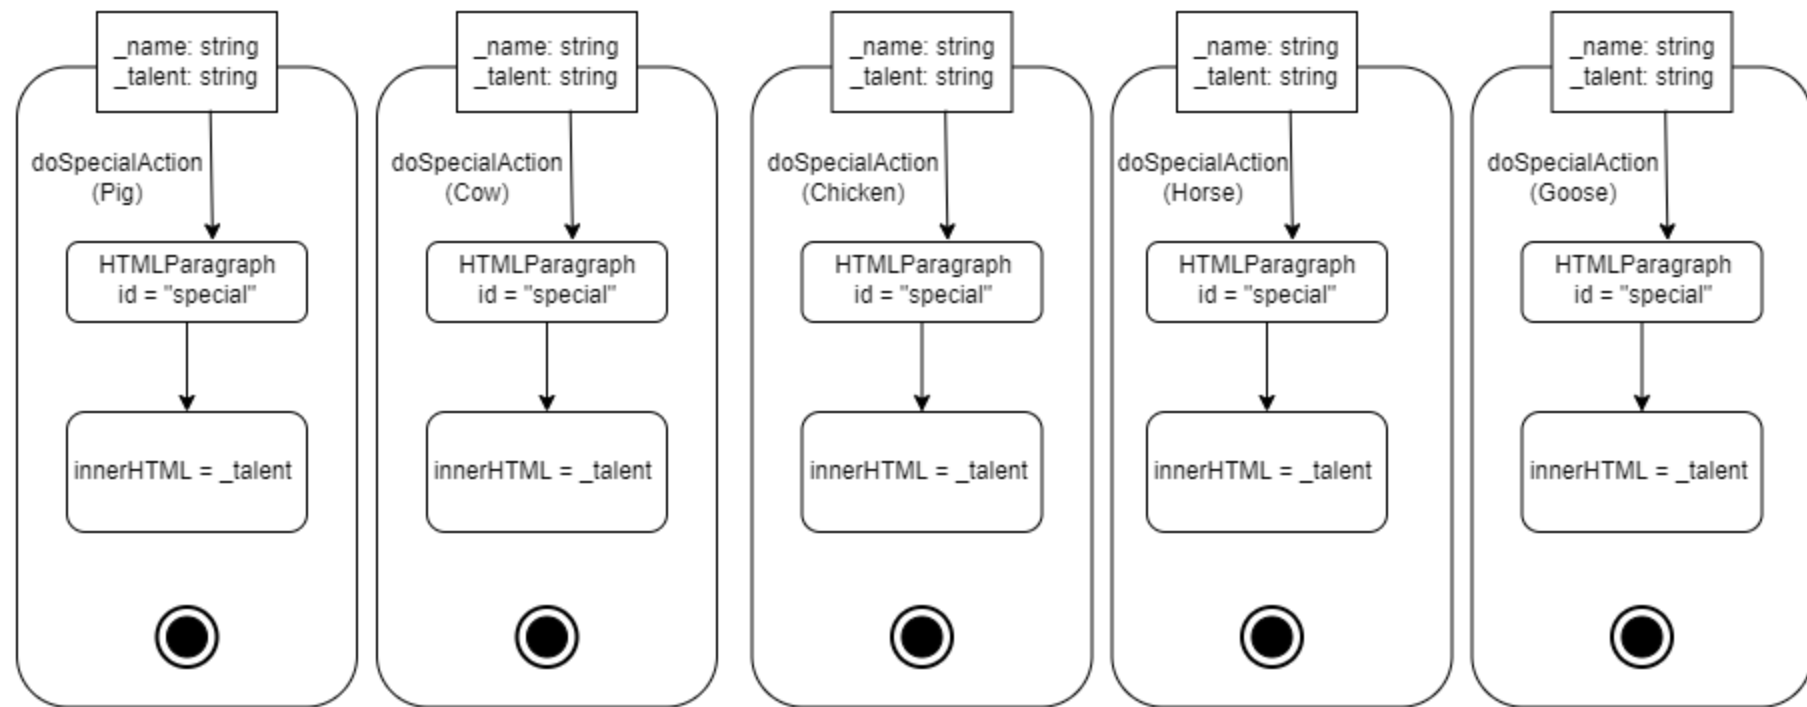 _name: string
_talent: string
doSpecialAction
(Pig)
HTMLParagraph
id = "special"
innerHTML = _talent
_name: string
_talent: string
doSpecialAction
(Cow)
HTMLParagraph
id = "special"
innerHTML = _talent
_name: string
_talent: string
doSpecialAction
(Chicken)
HTMLParagraph
id = "special"
innerHTML = _talent
_name: string
_talent: string
doSpecialAction
(Horse)
HTMLParagraph
id = "special"
innerHTML = _talent
_name: string
_talent: string
doSpecialAction
(Goose)
HTMLParagraph
id = "special"
innerHTML = _talent